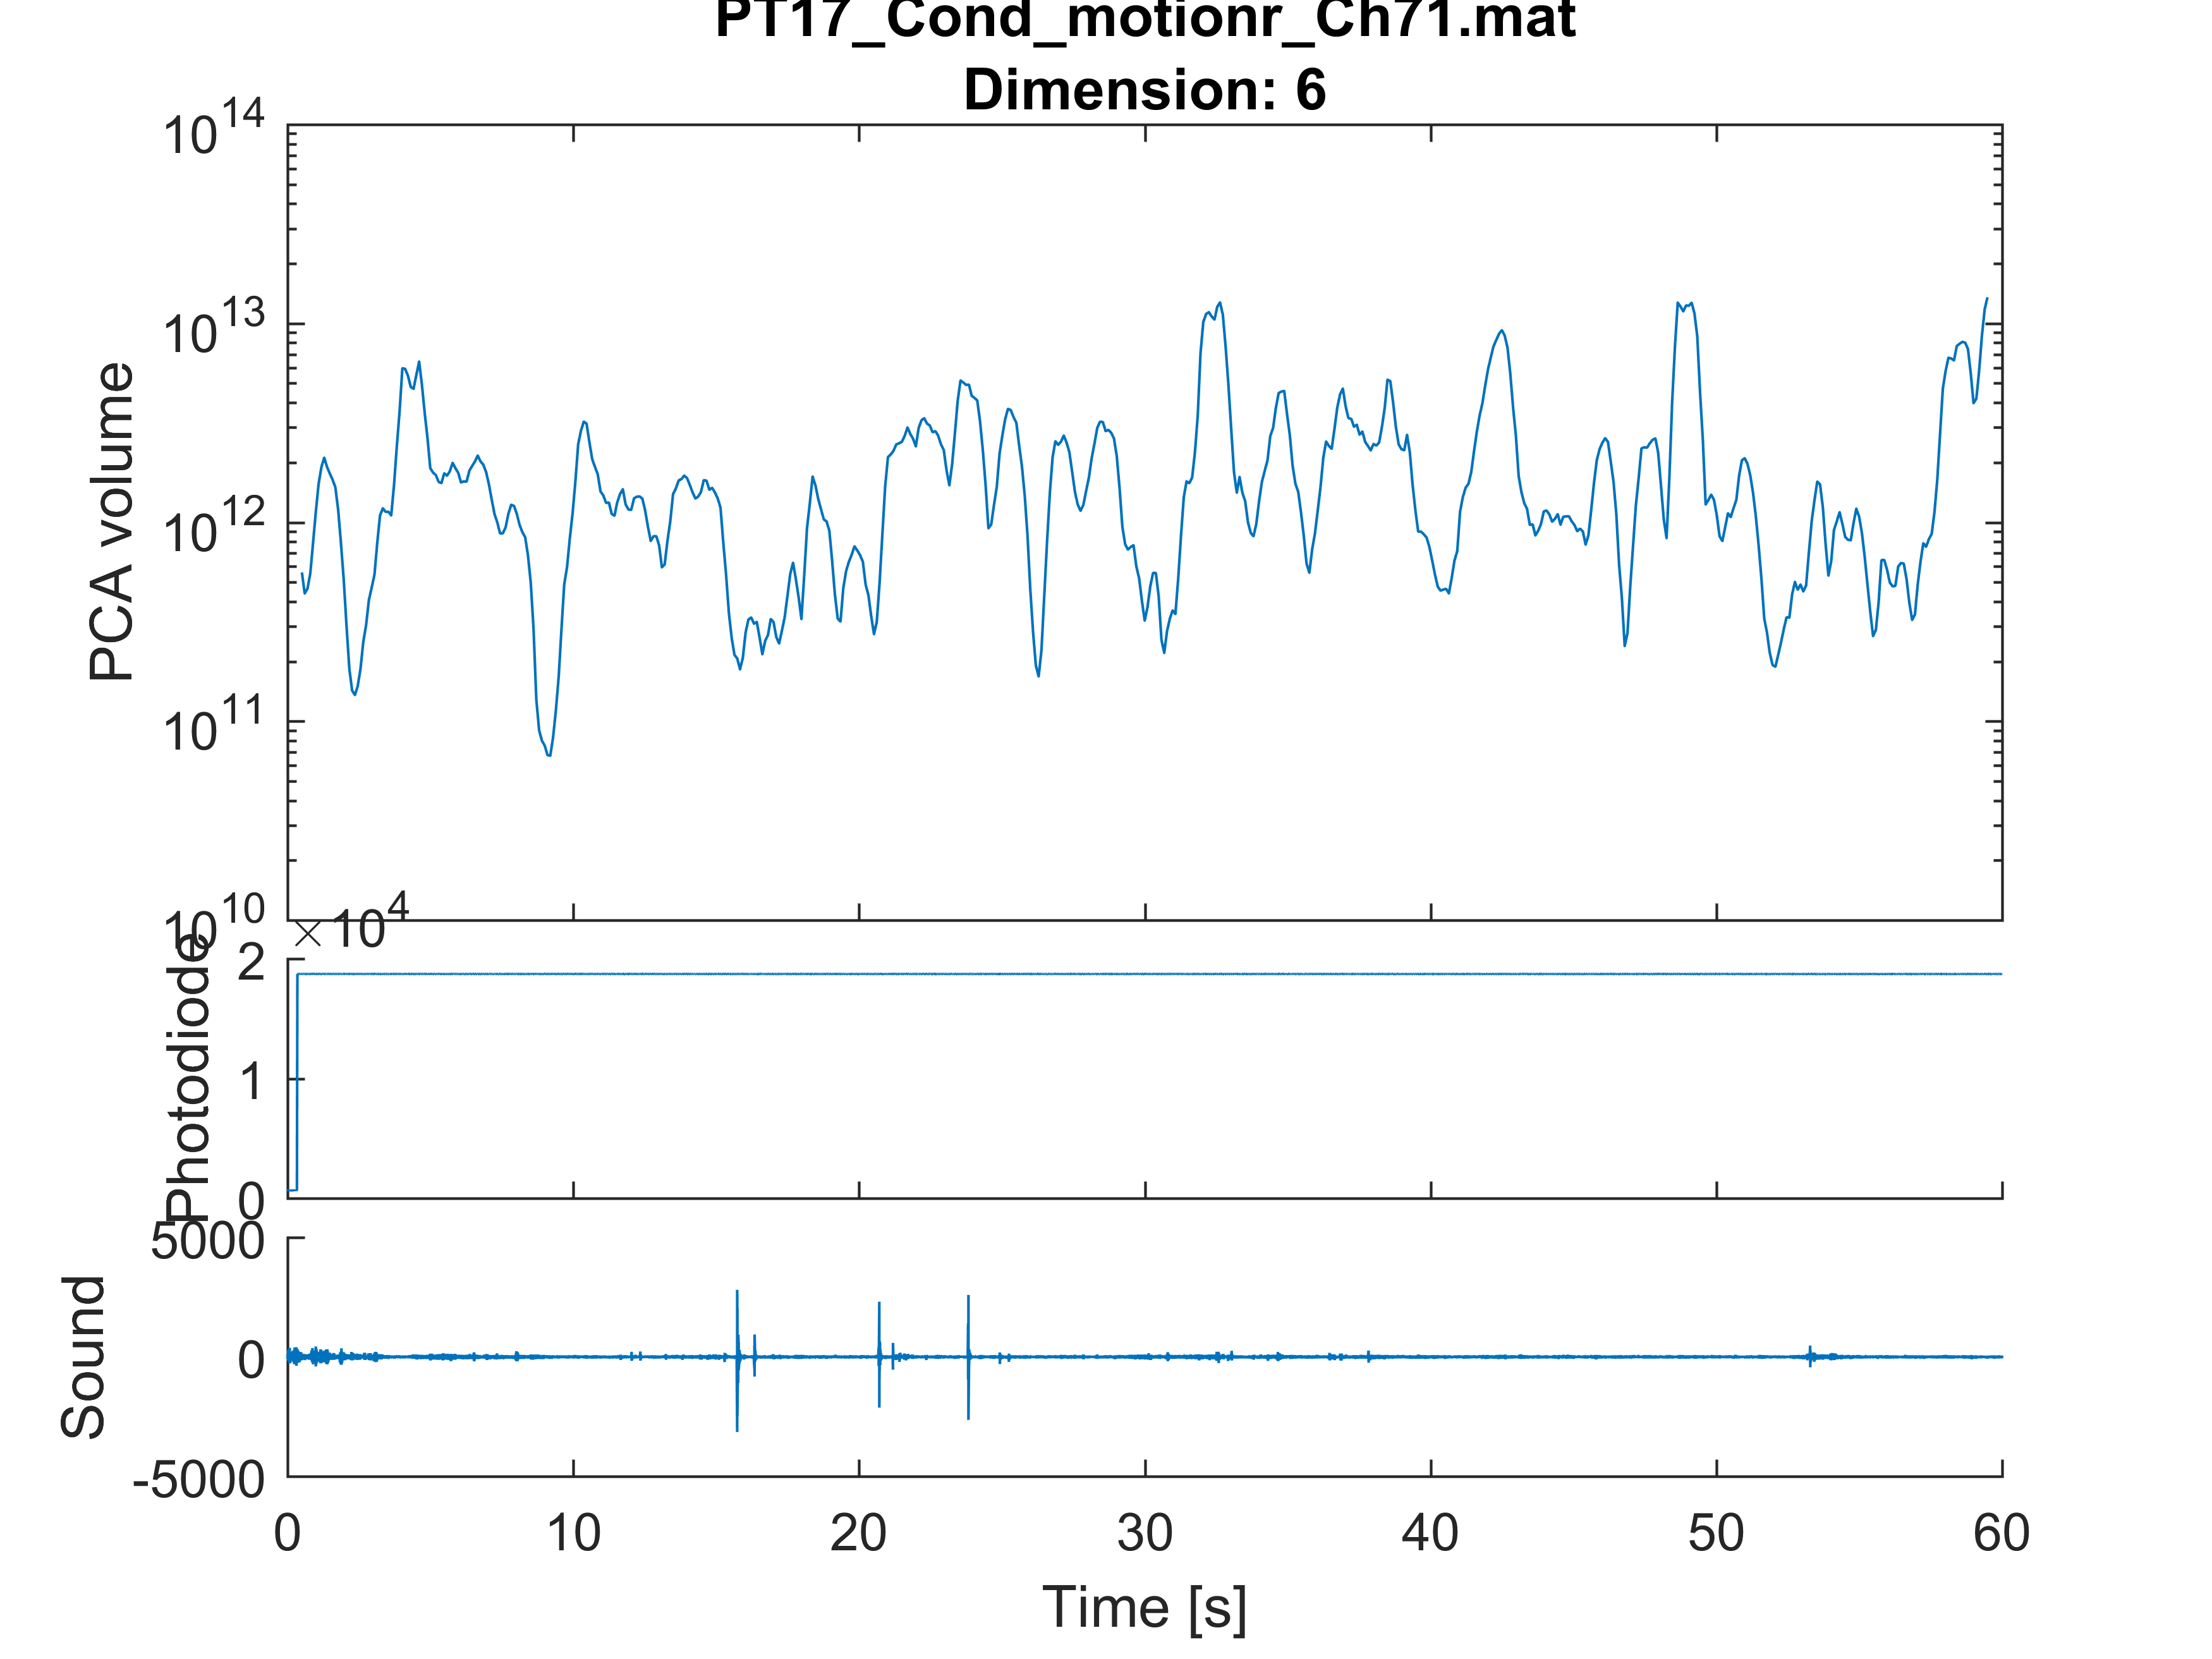 PT17_Cond_motionr_Ch71.mat
Dimension: 6
10^14
10^13
10^12
10^11
10^10
PCA volume
× 10^4
2
1
0
Photodiode
5000
0
-5000
Sound
0 10 20 30 40 50 60
Time [s]